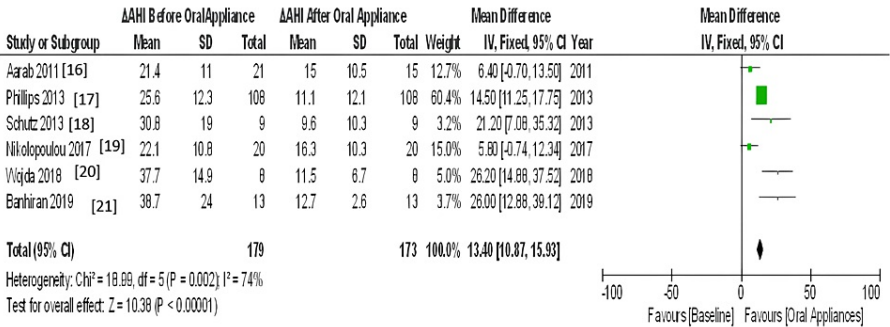 ΔAHI Before Oral Appliance ΔAHI After Oral Appliance Mean Difference Mean Difference
Study or Subgroup Mean SD Total Mean SD Total Weight IV, Fixed, 95% CI Year IV, Fixed, 95% CI
Aarab 2011 [16] 21.4 11 21 15 10.5 15 12.7% 6.40 [-0.70, 13.50] 2011
Phillips 2013 [17] 25.6 12.3 108 11.1 12.1 108 60.4% 14.50 [11.25, 17.75] 2013
Schutz 2013 [18] 30.8 19 9 9.6 10.3 9 3.2% 21.20 [7.08, 35.32] 2013
Nikolopoulou 2017 [19] 22.1 10.8 20 16.3 10.3 20 15.0% 5.80 [-0.74, 12.34] 2017
Wojda 2018 [20] 37.7 14.9 8 11.5 6.7 8 5.0% 26.20 [14.88, 37.52] 2018
Banhiran 2019 [21] 38.7 24 13 12.7 2.6 13 3.7% 26.00 [12.88, 39.12] 2019
Total (95% CI) 179 173 100.0% 13.40 [10.87, 15.93]
Heterogeneity: Chi² = 18.99, df = 5 (P = 0.002); I² = 74%
Test for overall effect: Z = 10.38 (P < 0.00001)
-100 -50 0 50 100
Favours [Baseline] Favours [Oral Appliances]